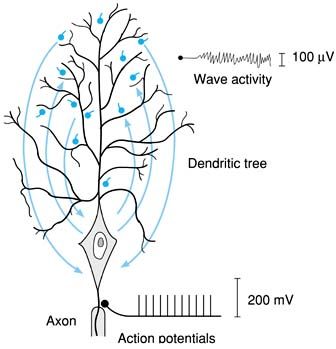 100 μV
Wave activity
Dendritic tree
200 mV
Axon
Action potentials